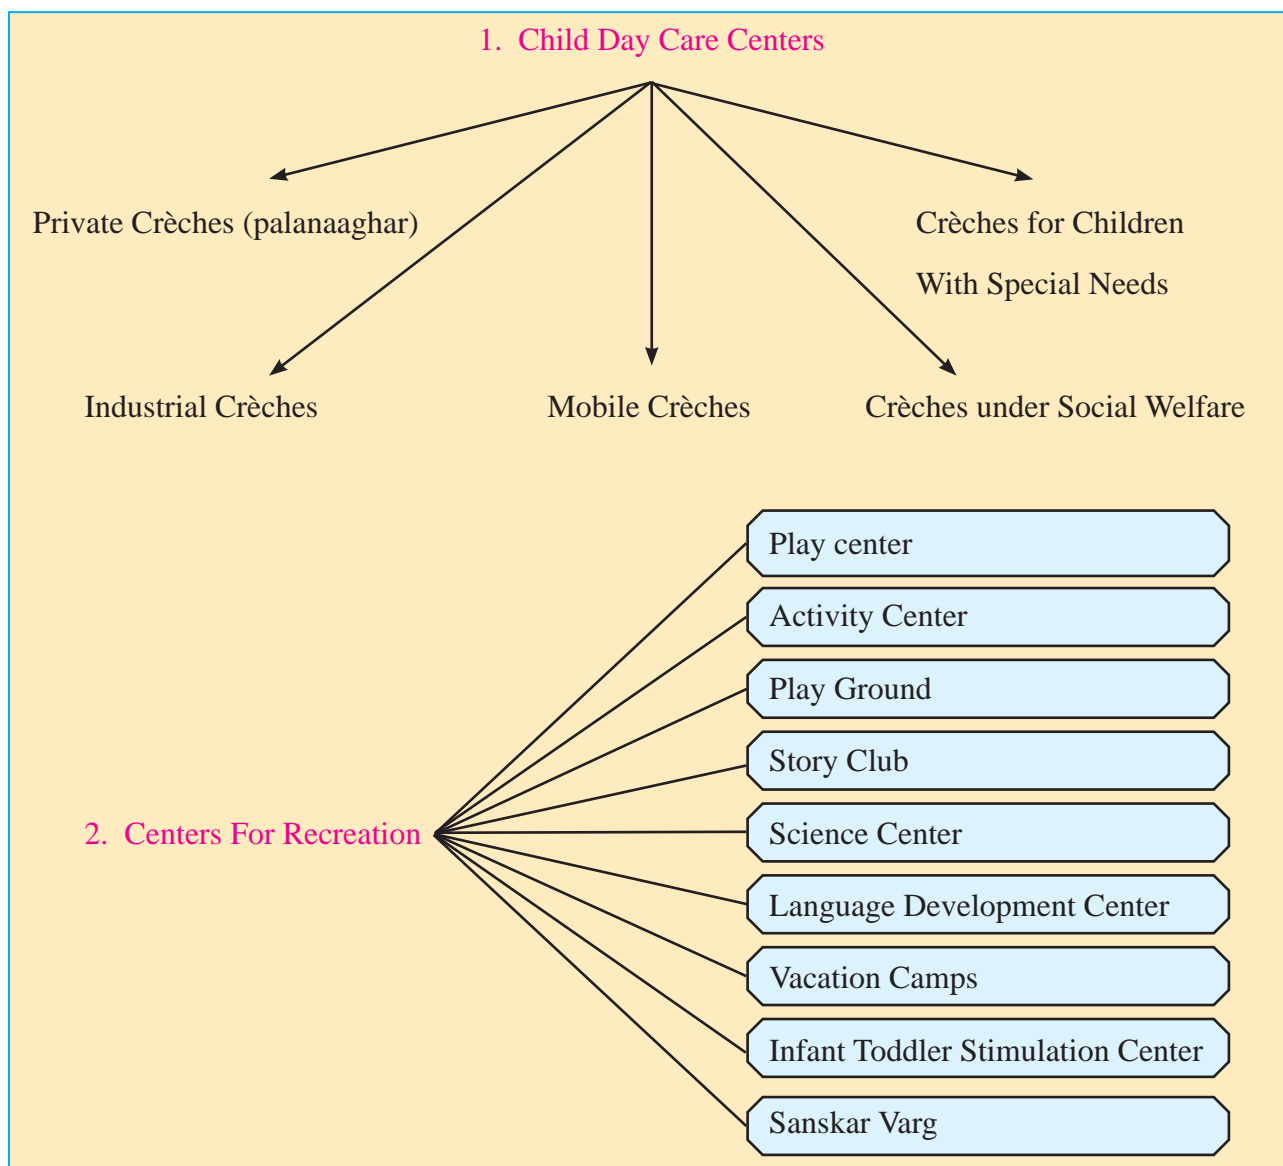 1. Child Day Care Centers
Private Crèches (palanaaghar)
Crèches for Children
With Special Needs
Industrial Crèches
Mobile Crèches
Crèches under Social Welfare
2. Centers For Recreation
Play center
Activity Center
Play Ground
Story Club
Science Center
Language Development Center
Vacation Camps
Infant Toddler Stimulation Center
Sanskar Varg